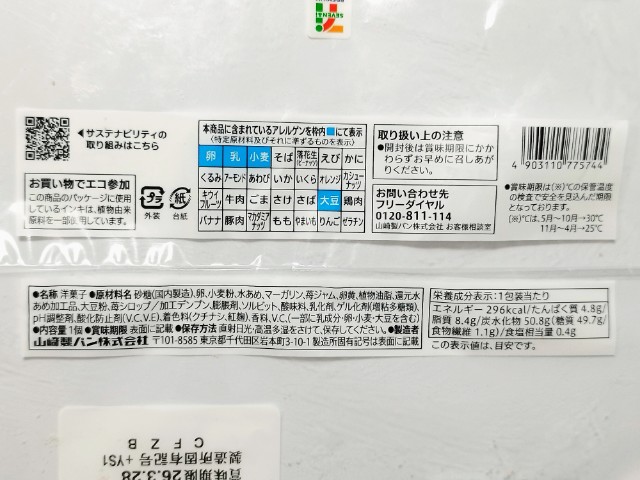 SEVEN&i
◀サステナビリティの
取り組みはこちら
お買い物でエコ参加
この商品のパッケージに使用
しているインキは、植物由来
原料を一部使用しています。
プラ
外装
紙
台紙
本商品に含まれているアレルゲンを枠内■にて表示
(特定原材料及びそれに準ずるものを表示)
卵 乳 小麦 そば 落花生(ピーナッツ) えび かに
くるみ アーモンド あわび いか いくら オレンジ カシューナッツ
キウイフルーツ 牛肉 ごま さけ さば 大豆 鶏肉
バナナ 豚肉 マカダミアナッツ もも やまいも りんご ゼラチン
取り扱い上の注意
●開封後は賞味期限にかか
わらずお早めに召しあが
りください。
お問い合わせ先
フリーダイヤル
0120-811-114
山崎製パン株式会社 お客様相談室
4 903110 775744
●賞味期限は(※)℃の保管温度
の検査で安全を見込んだ期間
となっております。
(※)℃は、5月~10月→30℃
11月~4月→25℃
●名称 洋菓子 ●原材料名 砂糖(国内製造)、卵、小麦粉、水あめ、マーガリン、苺ジャム、卵黄、植物油脂、還元水
あめ加工品、大豆粉、苺シロップ/加工デンプン、膨脹剤、ソルビット、酸味料、乳化剤、ゲル化剤(増粘多糖類)、
pH調整剤、酸化防止剤(V.C、V.E)、着色料(クチナシ、紅麹)、香料、V.C、(一部に乳成分・卵・小麦・大豆を含む)
●内容量 1個 ●賞味期限 表面に記載 ●保存方法 直射日光・高温多湿をさけて、保存してください。●製造者
山崎製パン株式会社 〒101-8585 東京都千代田区岩本町3-10-1 製造所固有記号は表面に記載
栄養成分表示:1包装当たり
エネルギー 296kcal/たんぱく質 4.8g/
脂質 8.4g/炭水化物 50.8g(糖質 49.7g/
食物繊維 1.1g)/食塩相当量 0.4g
この表示値は、目安です。
賞味期限 26.3.28
製造所固有記号 +YS1
C F Z B